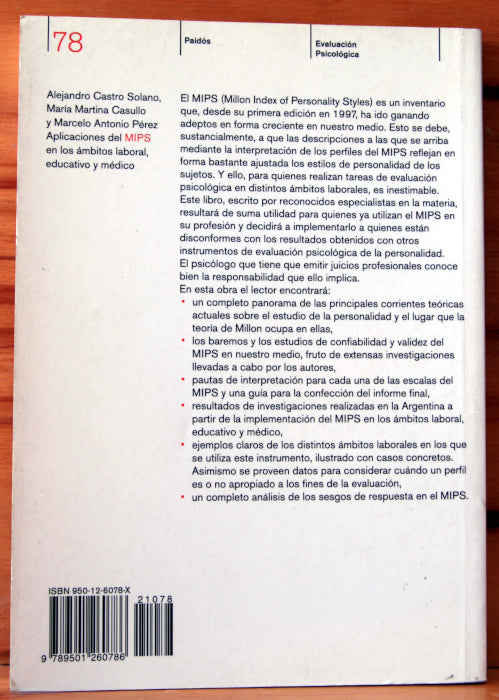 78
Paidós
Evaluación
Psicológica
Alejandro Castro Solano,
María Martina Casullo
y Marcelo Antonio Pérez
Aplicaciones del MIPS
en los ámbitos laboral,
educativo y médico
El MIPS (Millon Index of Personality Styles) es un inventario
que, desde su primera edición en 1997, ha ido ganando
adeptos en forma creciente en nuestro medio. Esto se debe,
sustancialmente, a que las descripciones a las que se arriba
mediante la interpretación de los perfiles del MIPS reflejan en
forma bastante ajustada los estilos de personalidad de los
sujetos. Y ello, para quienes realizan tareas de evaluación
psicológica en distintos ámbitos laborales, es inestimable.
Este libro, escrito por reconocidos especialistas en la materia,
resultará de suma utilidad para quienes ya utilizan el MIPS en
su profesión y decidirá a implementarlo a quienes están
disconformes con los resultados obtenidos con otros
instrumentos de evaluación psicológica de la personalidad.
El psicólogo que tiene que emitir juicios profesionales conoce
bien la responsabilidad que ello implica.
En esta obra el lector encontrará:
• un completo panorama de las principales corrientes teóricas
actuales sobre el estudio de la personalidad y el lugar que la
teoría de Millon ocupa en ellas,
• los baremos y los estudios de confiabilidad y validez del
MIPS en nuestro medio, fruto de extensas investigaciones
llevadas a cabo por los autores,
• pautas de interpretación para cada una de las escalas del
MIPS y una guía para la confección del informe final,
• resultados de investigaciones realizadas en la Argentina a
partir de la implementación del MIPS en los ámbitos laboral,
educativo y médico,
• ejemplos claros de los distintos ámbitos laborales en los que
se utiliza este instrumento, ilustrado con casos concretos.
Asimismo se proveen datos para considerar cuándo un perfil
es o no apropiado a los fines de la evaluación,
• un completo análisis de los sesgos de respuesta en el MIPS.
ISBN 950-12-6078-X
21078
9 789501 260786